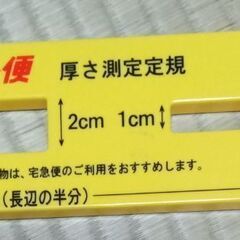 便 厚さ測定定規
2cm 1cm
物は、宅急便のご利用をおすすめします。
(長辺の半分)